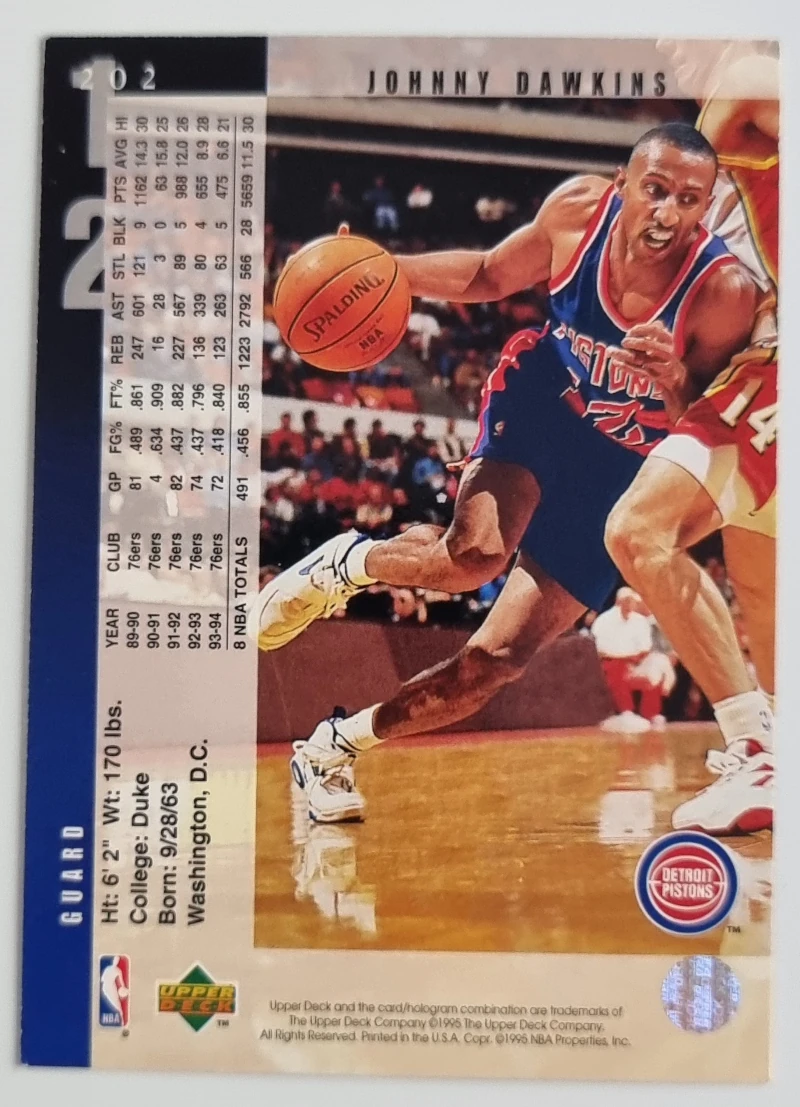 202
JOHNNY DAWKINS
12
GUARD
Ht: 6' 2" Wt: 170 lbs.
College: Duke
Born: 9/28/63
Washington, D.C.
YEAR CLUB GP FG% FT% REB AST STL BLK PTS AVG HI
89-90 76ers 81 .489 .861 247 601 121 9 1162 14.3 30
90-91 76ers 4 .634 .909 16 28 3 0 63 15.8 25
91-92 76ers 82 .437 .882 227 567 89 5 988 12.0 26
92-93 76ers 74 .437 .796 136 339 80 4 655 8.9 28
93-94 76ers 72 .418 .840 123 263 63 5 475 6.6 21
8 NBA TOTALS 491 .456 .855 1223 2792 566 28 5659 11.5 30
SPALDING
NBA
PISTONS
14
DETROIT
PISTONS
TM
NBA
®
UPPER
DECK
TM
Upper Deck and the card/hologram combination are trademarks of
The Upper Deck Company ©1995 The Upper Deck Company.
All Rights Reserved. Printed in the U.S.A. Copr. ©1995 NBA Properties, Inc.